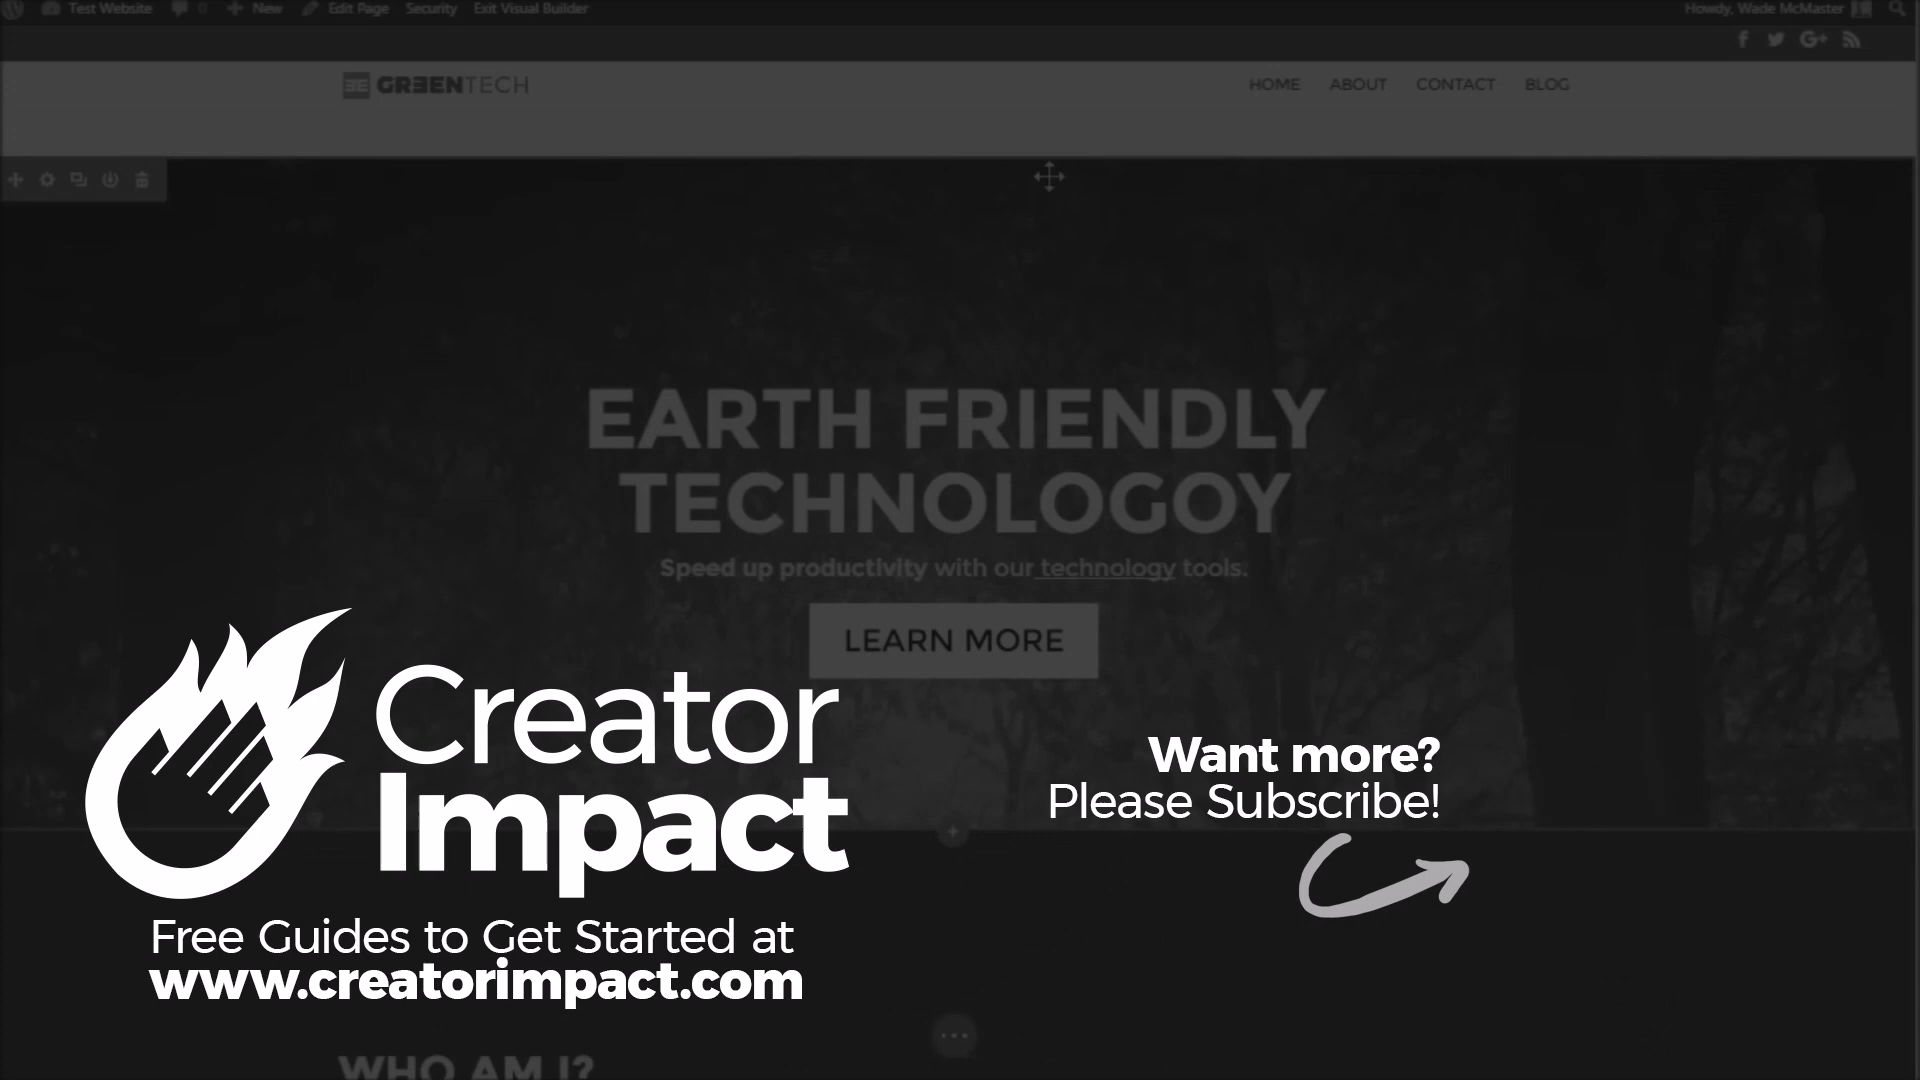 Test Website 0 New Edit Page Security Exit Visual Builder Howdy, Wade McMaster
GREENTECH HOME ABOUT CONTACT BLOG
EARTH FRIENDLY
TECHNOLOGOY
Speed up productivity with our technology tools.
LEARN MORE
Creator
Impact
Free Guides to Get Started at
www.creatorimpact.com
Want more?
Please Subscribe!
WHO AM I?